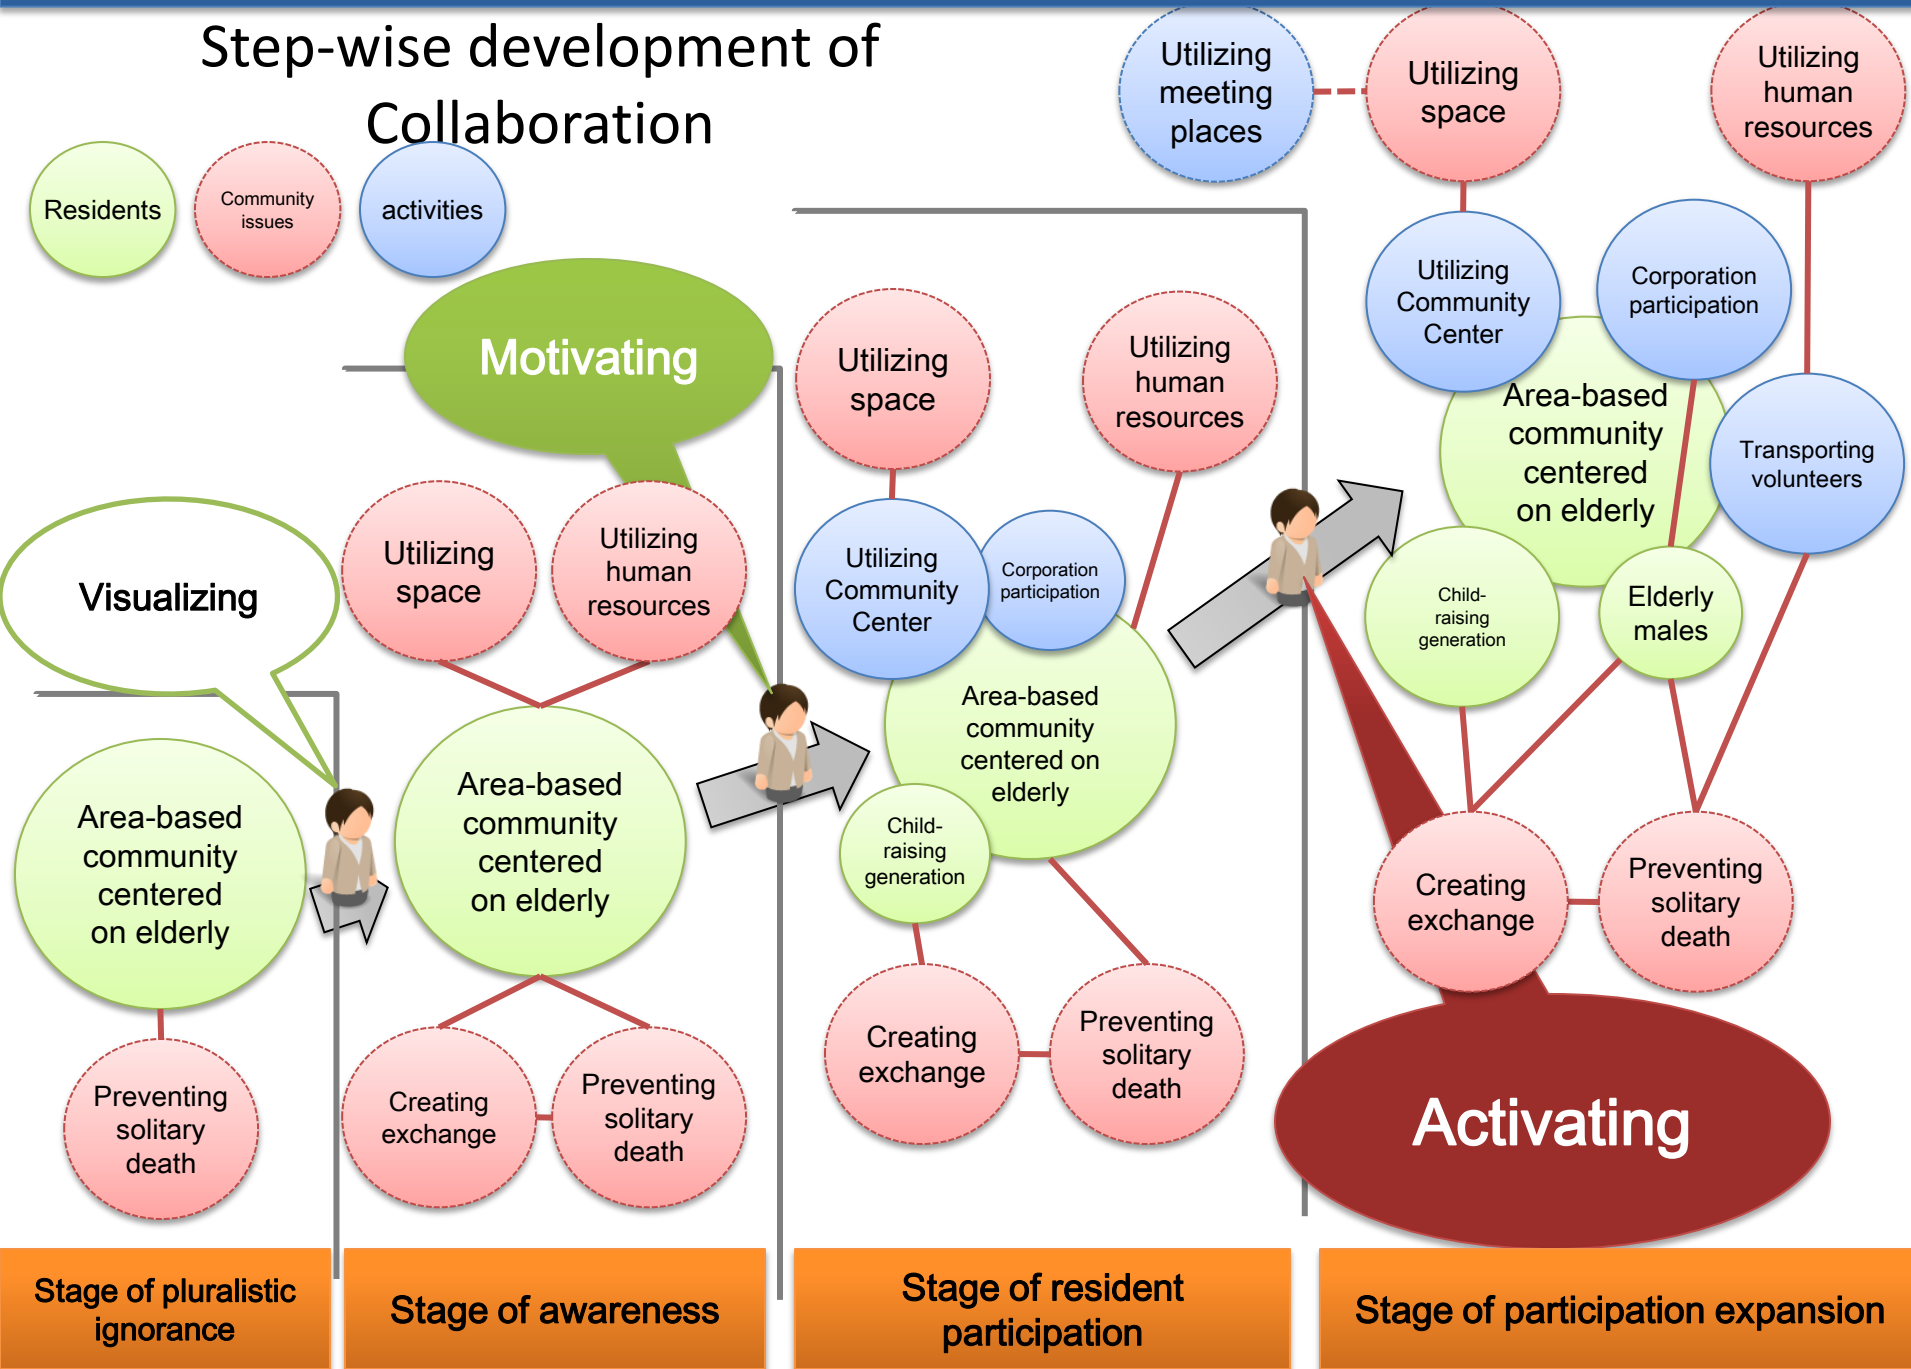 Step-wise development of
Collaboration
Residents
Community
issues
activities
Visualizing
Area-based
community
centered
on elderly
Preventing
solitary
death
Stage of pluralistic
ignorance
Motivating
Utilizing
space
Utilizing
human
resources
Area-based
community
centered
on elderly
Creating
exchange
Preventing
solitary
death
Stage of awareness
Utilizing
space
Utilizing
human
resources
Utilizing
Community
Center
Corporation
participation
Area-based
community
centered on
elderly
Child-
raising
generation
Creating
exchange
Preventing
solitary
death
Stage of resident
participation
Utilizing
meeting
places
Utilizing
space
Utilizing
human
resources
Utilizing
Community
Center
Corporation
participation
Area-based
community
centered
on elderly
Transporting
volunteers
Child-
raising
generation
Elderly
males
Creating
exchange
Preventing
solitary
death
Activating
Stage of participation expansion